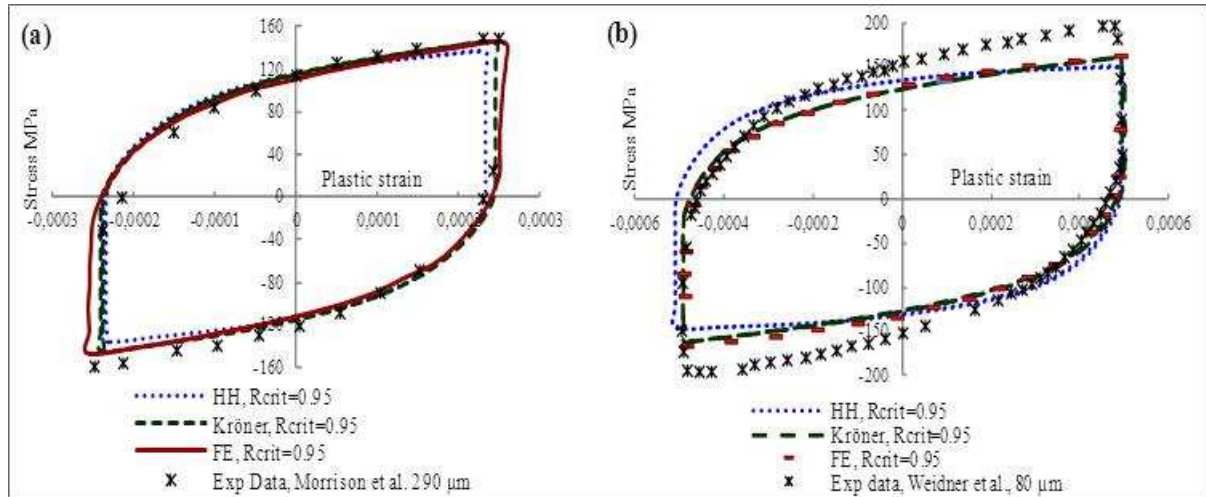 (a)
160
120
80
40
0
-40
-80
-120
-160
Stress MPa
Plastic strain
-0,0003 -0,0002 -0,0001 0 0,0001 0,0002 0,0003
HH, Rcrit=0.95
Kröner, Rcrit=0.95
FE, Rcrit=0.95
Exp Data, Morrison et al. 290 µm
(b)
200
150
100
50
0
-50
-100
-150
-200
Stress MPa
Plastic strain
-0,0006 -0,0004 -0,0002 0 0,0002 0,0004 0,0006
HH, Rcrit=0.95
Kröner, Rcrit=0.95
FE, Rcrit=0.95
Exp data, Weidner et al., 80 µm